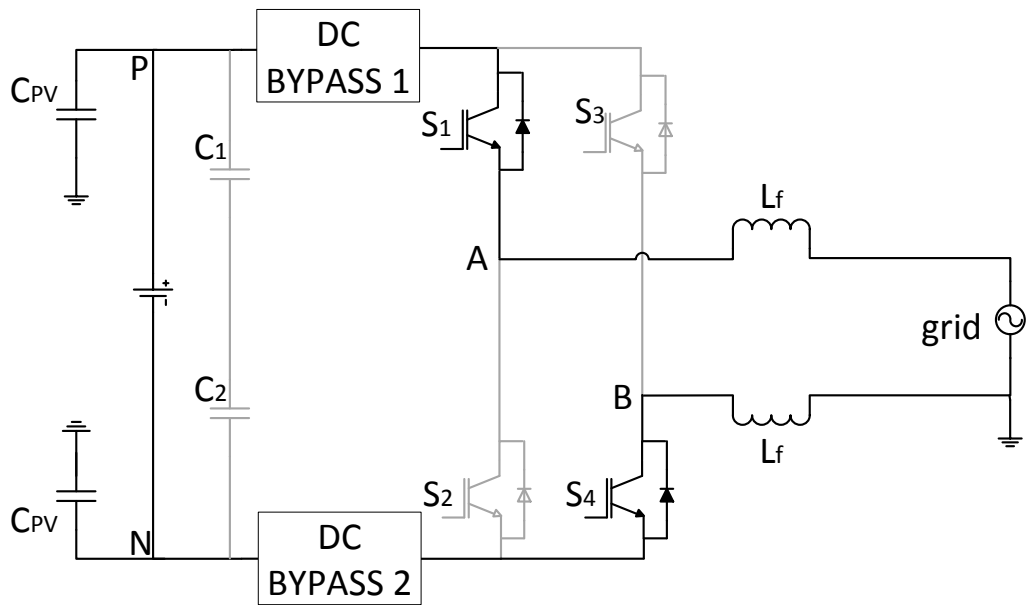 DC
BYPASS 1
P
CPV
S1
S3
C1
Lf
A
+
grid
C2
B
Lf
S2
S4
CPV
N
DC
BYPASS 2